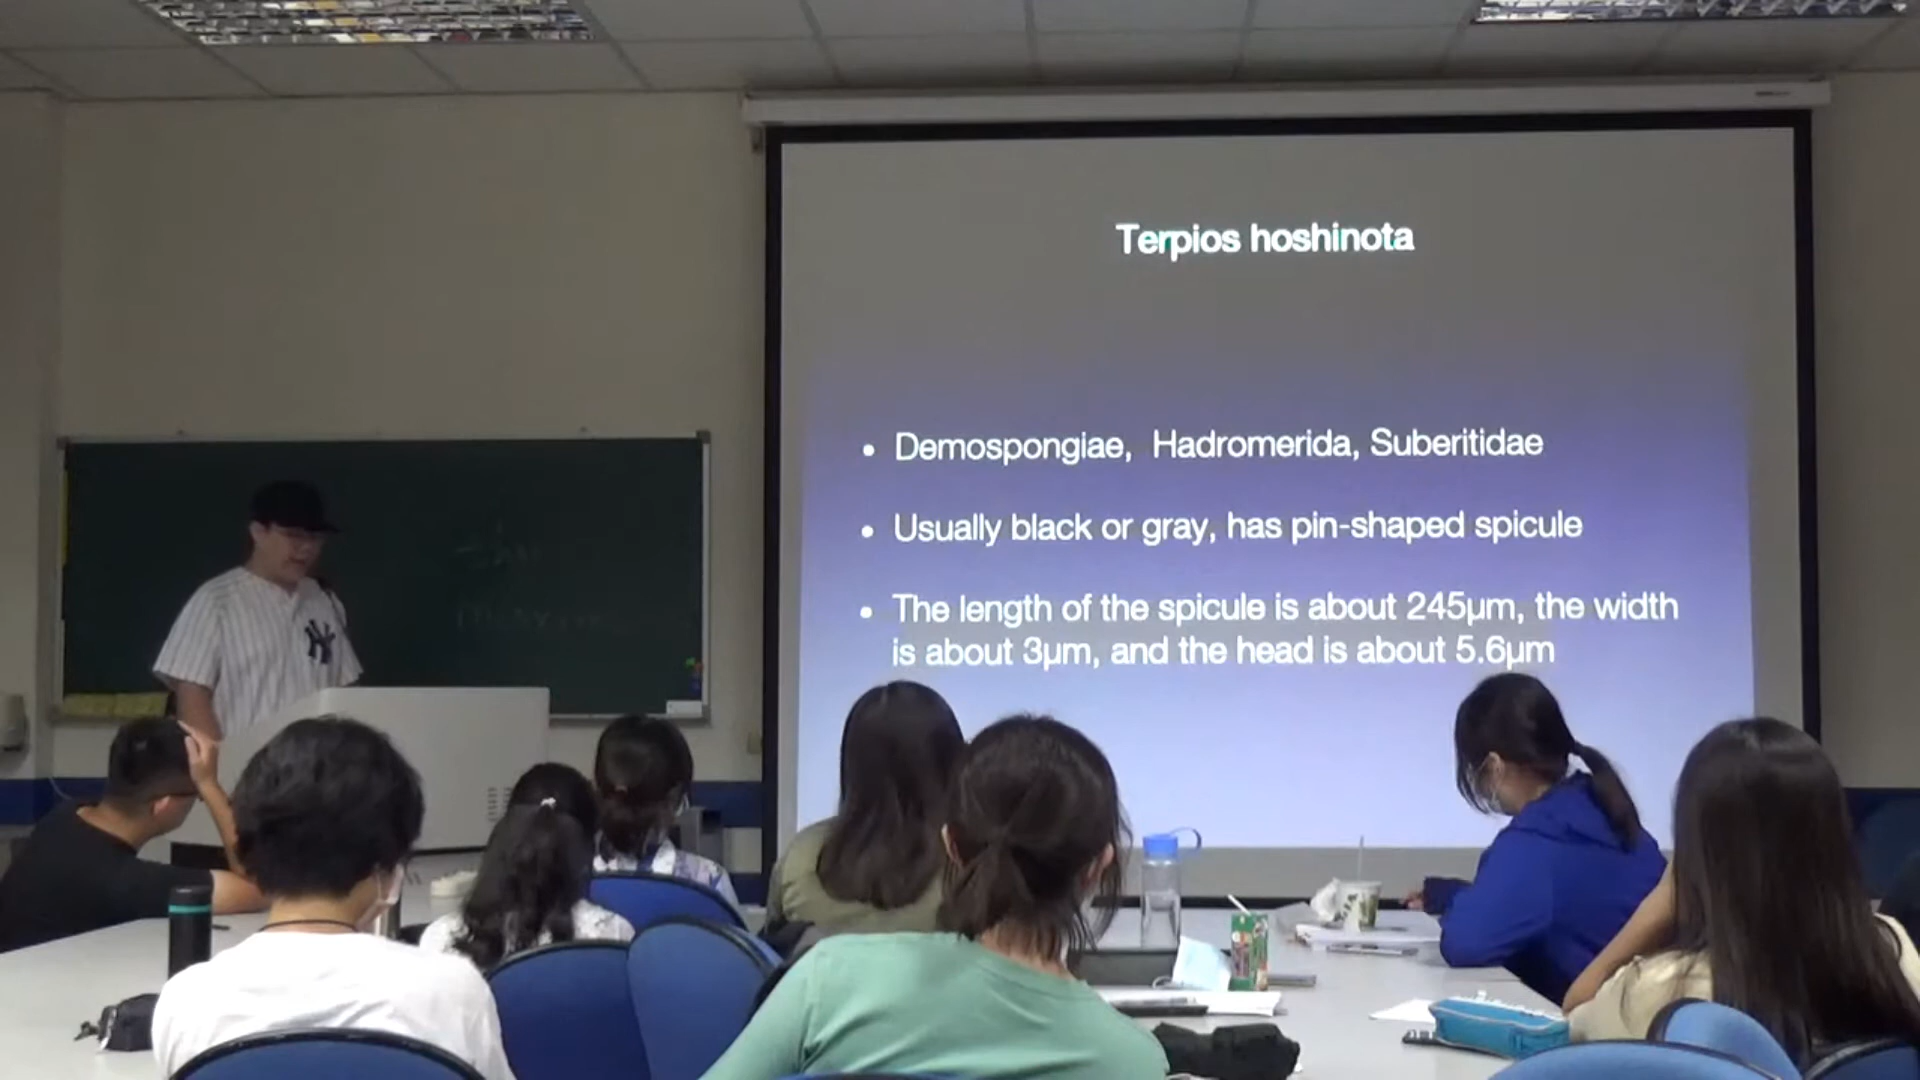 Terpios hoshinota
• Demospongiae, Hadromerida, Suberitidae
• Usually black or gray, has pin-shaped spicule
• The length of the spicule is about 245µm, the width
is about 3µm, and the head is about 5.6µm
NY